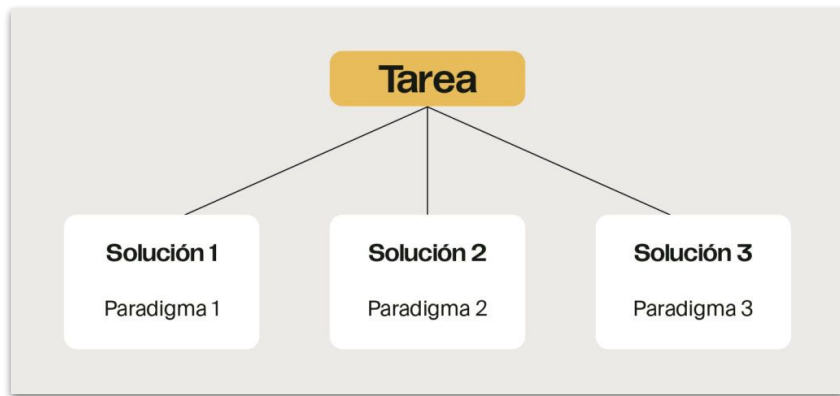 Tarea
Solución 1
Paradigma 1
Solución 2
Paradigma 2
Solución 3
Paradigma 3